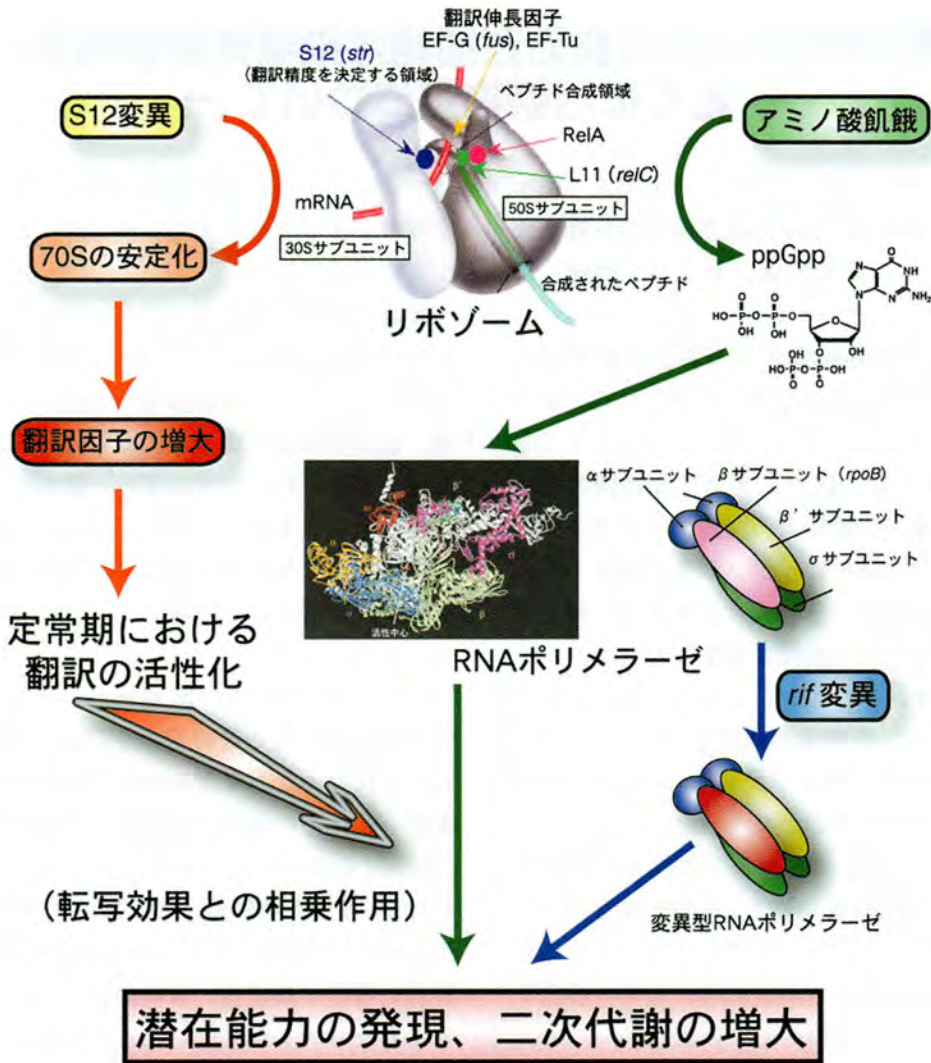 翻訳伸長因子
EF-G (fus), EF-Tu
S12 (str)
(翻訳精度を決定する領域)
ペプチド合成領域
S12変異
アミノ酸飢餓
RelA
L11 (relC)
mRNA
50Sサブユニット
30Sサブユニット
70Sの安定化
ppGpp
合成されたペプチド
リボゾーム
O
N
NH
N
N
NH₂
O
O
HO-P-O-P-O
OH
OH
O
O
OH
OH
HO-P-O-P-OH
O
O
翻訳因子の増大
αサブユニット
βサブユニット (rpoB)
β'サブユニット
σサブユニット
β'
ω
α
σ
α
β
活性中心
定常期における
翻訳の活性化
RNAポリメラーゼ
rif 変異
(転写効果との相乗作用)
変異型RNAポリメラーゼ
潜在能力の発現、二次代謝の増大